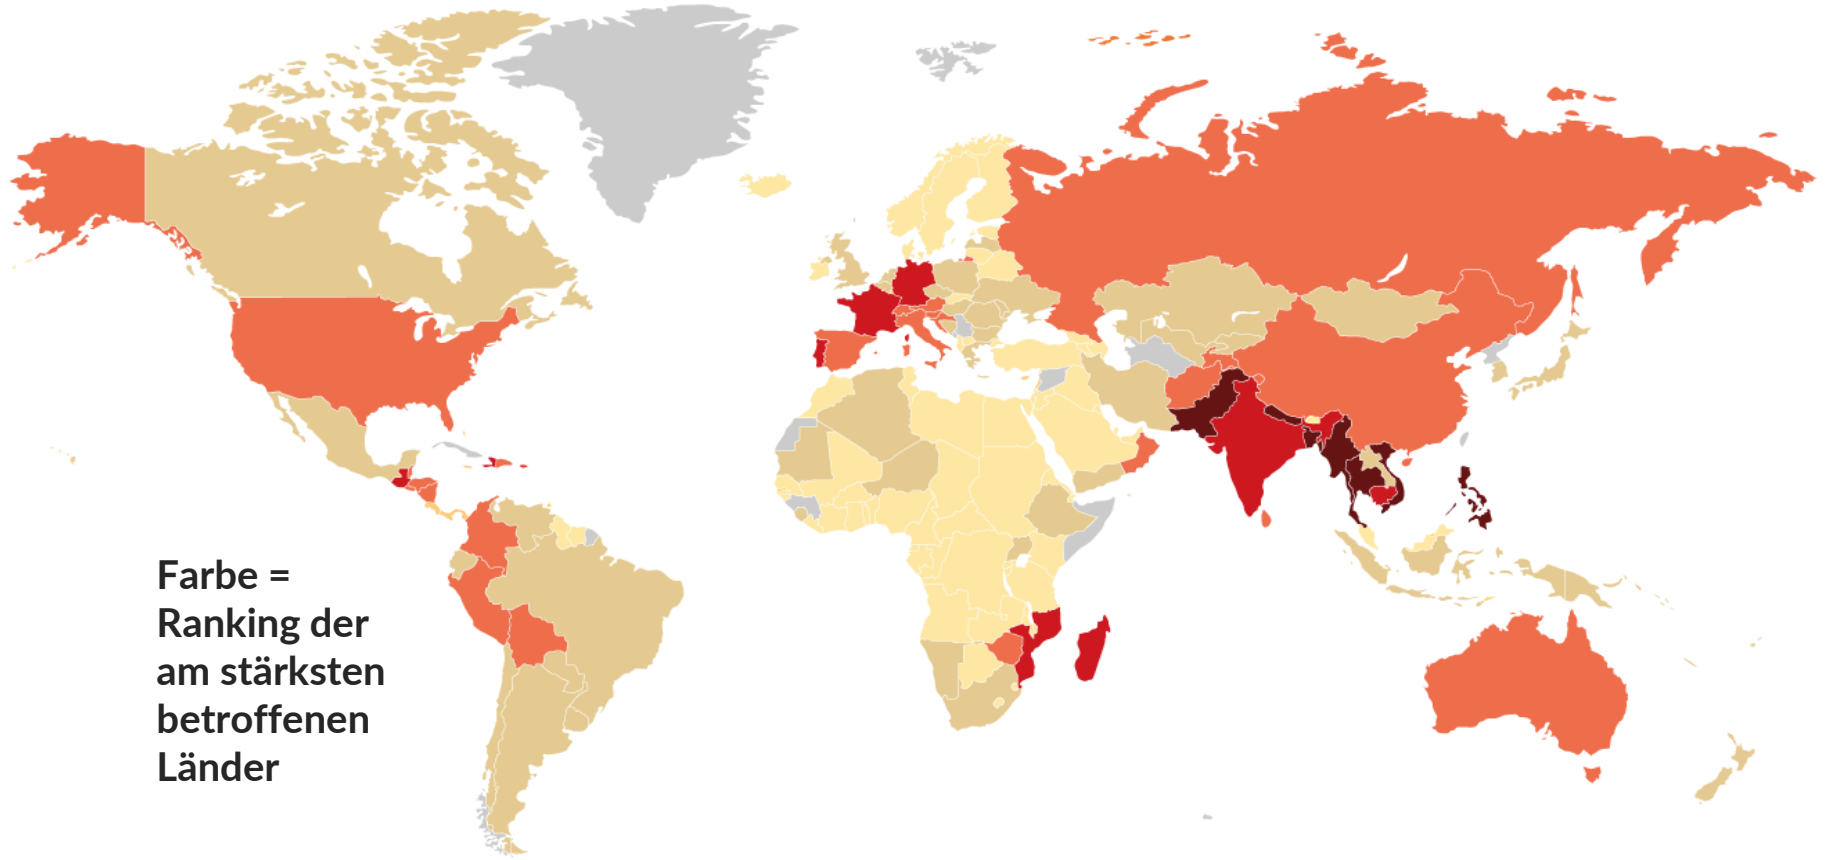 Farbe =
Ranking der
am stärksten
betroffenen
Länder